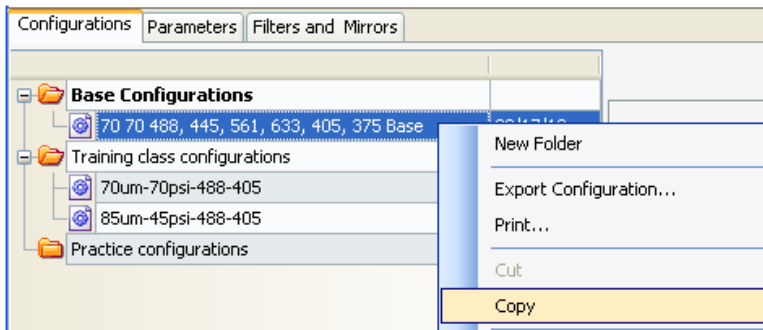 Configurations Parameters Filters and Mirrors
Base Configurations
70 70 488, 445, 561, 633, 405, 375 Base
Training class configurations
70um-70psi-488-405
85um-45psi-488-405
Practice configurations
New Folder
Export Configuration...
Print...
Cut
Copy